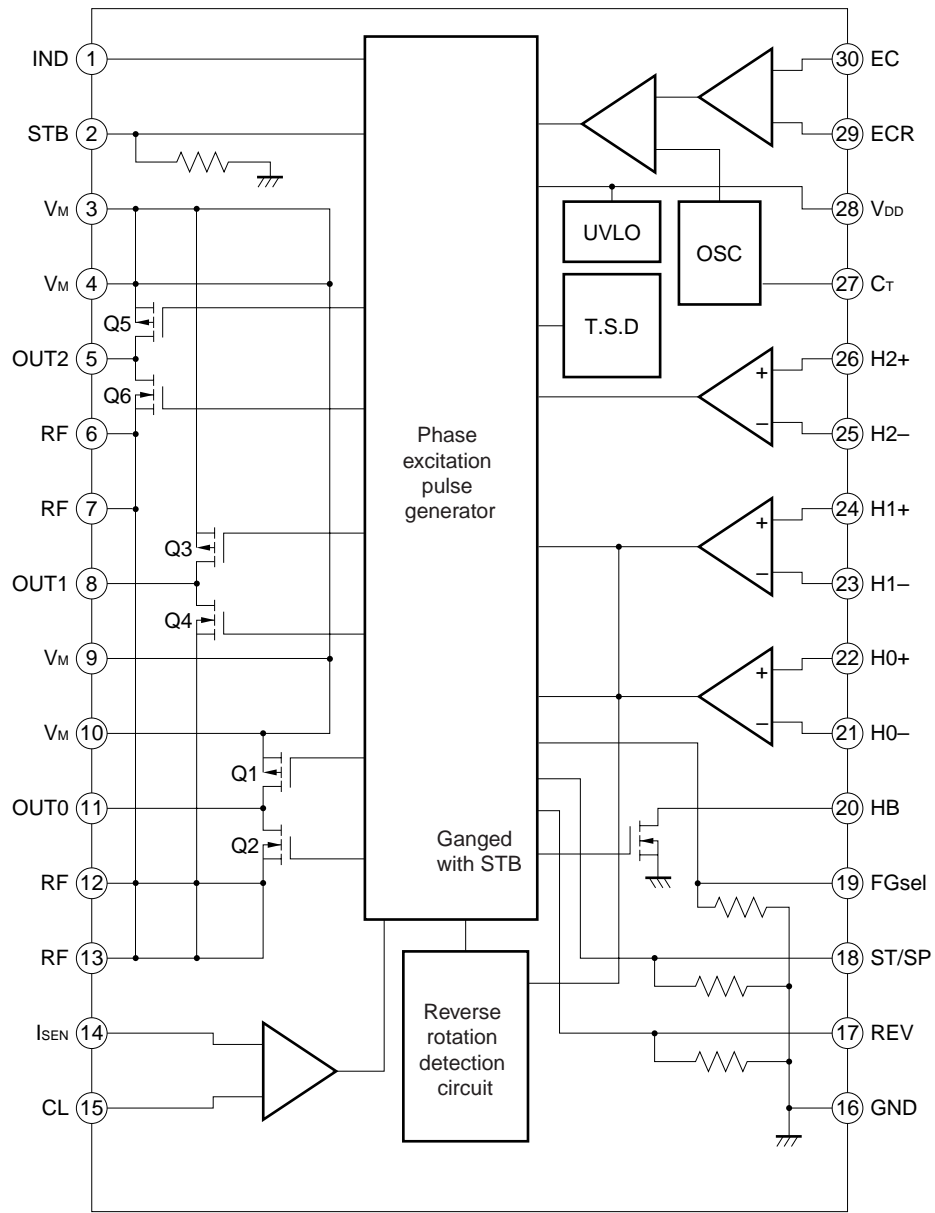 IND 1
STB 2
VM 3
VM 4
Q5
OUT2 5
Q6
RF 6
RF 7
Q3
OUT1 8
Q4
VM 9
VM 10
Q1
OUT0 11
Q2
RF 12
RF 13
ISEN 14
CL 15
Phase
excitation
pulse
generator
Ganged
with STB
Reverse
rotation
detection
circuit
UVLO
OSC
T.S.D
30 EC
29 ECR
28 VDD
27 CT
+ 26 H2+
– 25 H2–
+ 24 H1+
– 23 H1–
+ 22 H0+
– 21 H0–
20 HB
19 FGsel
18 ST/SP
17 REV
16 GND